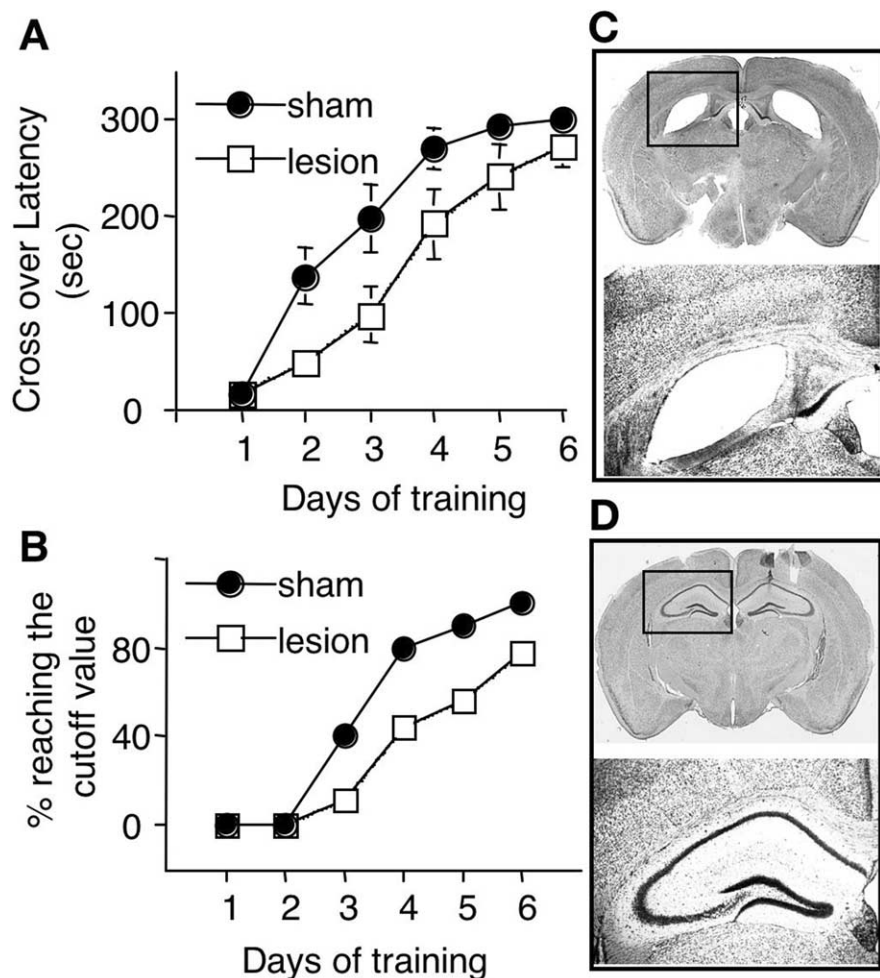 A
Cross over Latency
(sec)
300
200
100
0
sham
lesion
1 2 3 4 5 6
Days of training
B
% reaching the
cutoff value
80
40
0
sham
lesion
1 2 3 4 5 6
Days of training
C
D